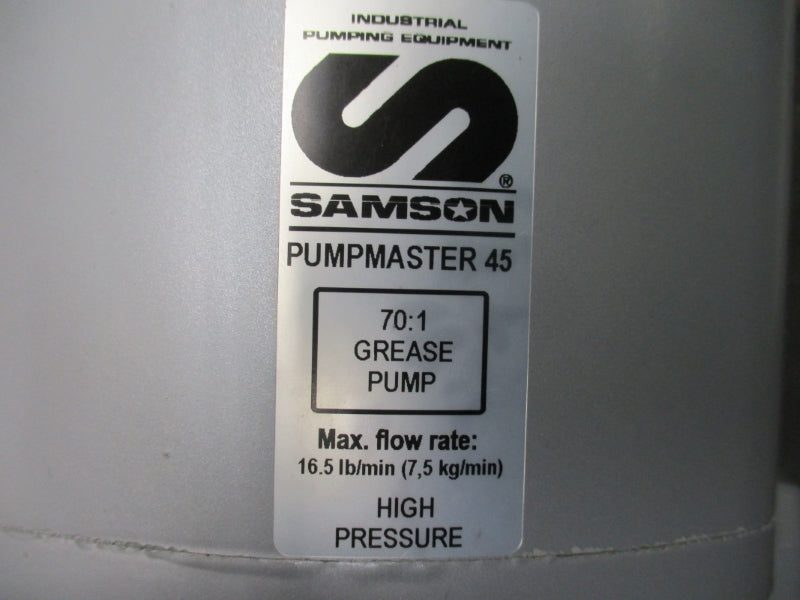 INDUSTRIAL
PUMPING EQUIPMENT
®
SAMSON
PUMPMASTER 45
70:1
GREASE
PUMP
Max. flow rate:
16.5 lb/min (7,5 kg/min)
HIGH
PRESSURE